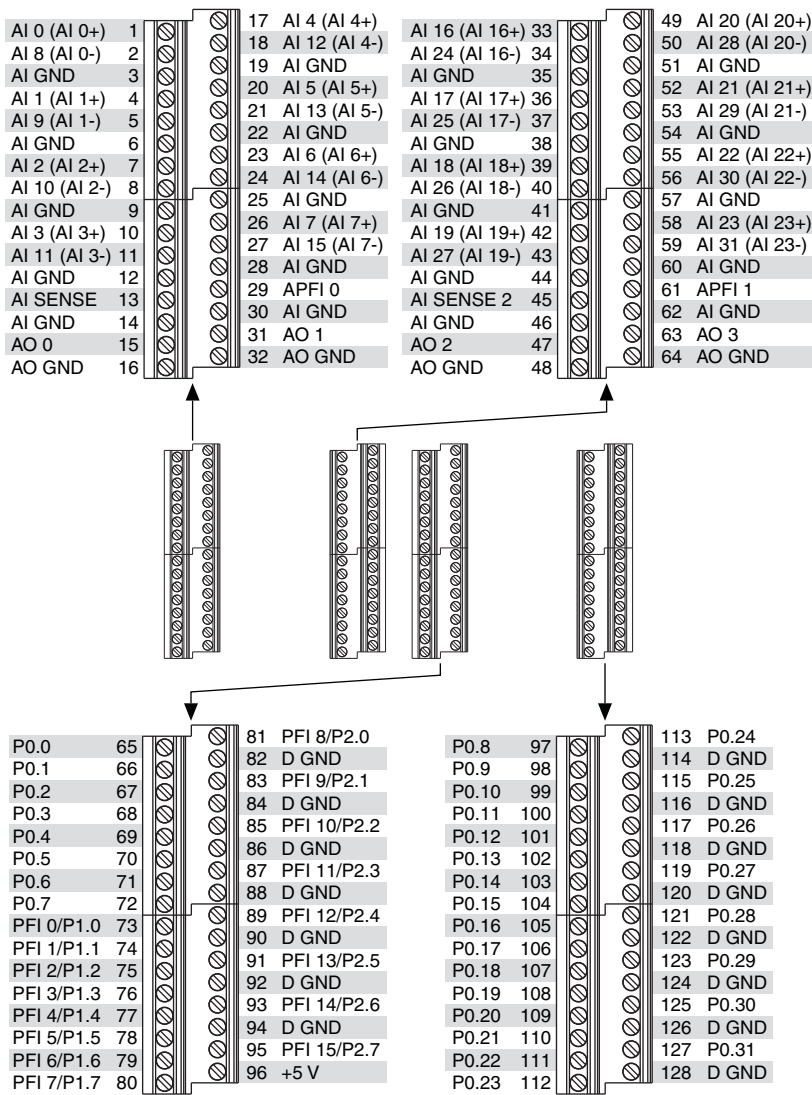 AI 0 (AI 0+) 1
AI 8 (AI 0-) 2
AI GND 3
AI 1 (AI 1+) 4
AI 9 (AI 1-) 5
AI GND 6
AI 2 (AI 2+) 7
AI 10 (AI 2-) 8
AI GND 9
AI 3 (AI 3+) 10
AI 11 (AI 3-) 11
AI GND 12
AI SENSE 13
AI GND 14
AO 0 15
AO GND 16
17 AI 4 (AI 4+)
18 AI 12 (AI 4-)
19 AI GND
20 AI 5 (AI 5+)
21 AI 13 (AI 5-)
22 AI GND
23 AI 6 (AI 6+)
24 AI 14 (AI 6-)
25 AI GND
26 AI 7 (AI 7+)
27 AI 15 (AI 7-)
28 AI GND
29 APFI 0
30 AI GND
31 AO 1
32 AO GND
AI 16 (AI 16+) 33
AI 24 (AI 16-) 34
AI GND 35
AI 17 (AI 17+) 36
AI 25 (AI 17-) 37
AI GND 38
AI 18 (AI 18+) 39
AI 26 (AI 18-) 40
AI GND 41
AI 19 (AI 19+) 42
AI 27 (AI 19-) 43
AI GND 44
AI SENSE 2 45
AI GND 46
AO 2 47
AO GND 48
49 AI 20 (AI 20+)
50 AI 28 (AI 20-)
51 AI GND
52 AI 21 (AI 21+)
53 AI 29 (AI 21-)
54 AI GND
55 AI 22 (AI 22+)
56 AI 30 (AI 22-)
57 AI GND
58 AI 23 (AI 23+)
59 AI 31 (AI 23-)
60 AI GND
61 APFI 1
62 AI GND
63 AO 3
64 AO GND
P0.0 65
P0.1 66
P0.2 67
P0.3 68
P0.4 69
P0.5 70
P0.6 71
P0.7 72
PFI 0/P1.0 73
PFI 1/P1.1 74
PFI 2/P1.2 75
PFI 3/P1.3 76
PFI 4/P1.4 77
PFI 5/P1.5 78
PFI 6/P1.6 79
PFI 7/P1.7 80
81 PFI 8/P2.0
82 D GND
83 PFI 9/P2.1
84 D GND
85 PFI 10/P2.2
86 D GND
87 PFI 11/P2.3
88 D GND
89 PFI 12/P2.4
90 D GND
91 PFI 13/P2.5
92 D GND
93 PFI 14/P2.6
94 D GND
95 PFI 15/P2.7
96 +5 V
P0.8 97
P0.9 98
P0.10 99
P0.11 100
P0.12 101
P0.13 102
P0.14 103
P0.15 104
P0.16 105
P0.17 106
P0.18 107
P0.19 108
P0.20 109
P0.21 110
P0.22 111
P0.23 112
113 P0.24
114 D GND
115 P0.25
116 D GND
117 P0.26
118 D GND
119 P0.27
120 D GND
121 P0.28
122 D GND
123 P0.29
124 D GND
125 P0.30
126 D GND
127 P0.31
128 D GND